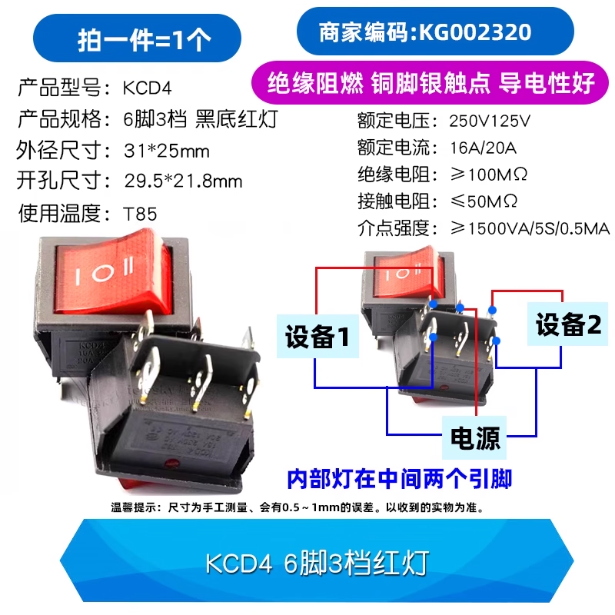 拍一件=1个
商家编码:KG002320
绝缘阻燃 铜脚银触点 导电性好
产品型号: KCD4
产品规格: 6脚3档 黑底红灯
外径尺寸: 31*25mm
开孔尺寸: 29.5*21.8mm
使用温度: T85
额定电压: 250V125V
额定电流: 16A/20A
绝缘电阻: ≥100MΩ
接触电阻: ≤50MΩ
介点强度: ≥1500VA/5S/0.5MA
I O II
I O II
KCD4
设备1
设备2
电源
内部灯在中间两个引脚
温馨提示: 尺寸为手工测量、会有0.5~1mm的误差。以收到的实物为准。
KCD4 6脚3档红灯